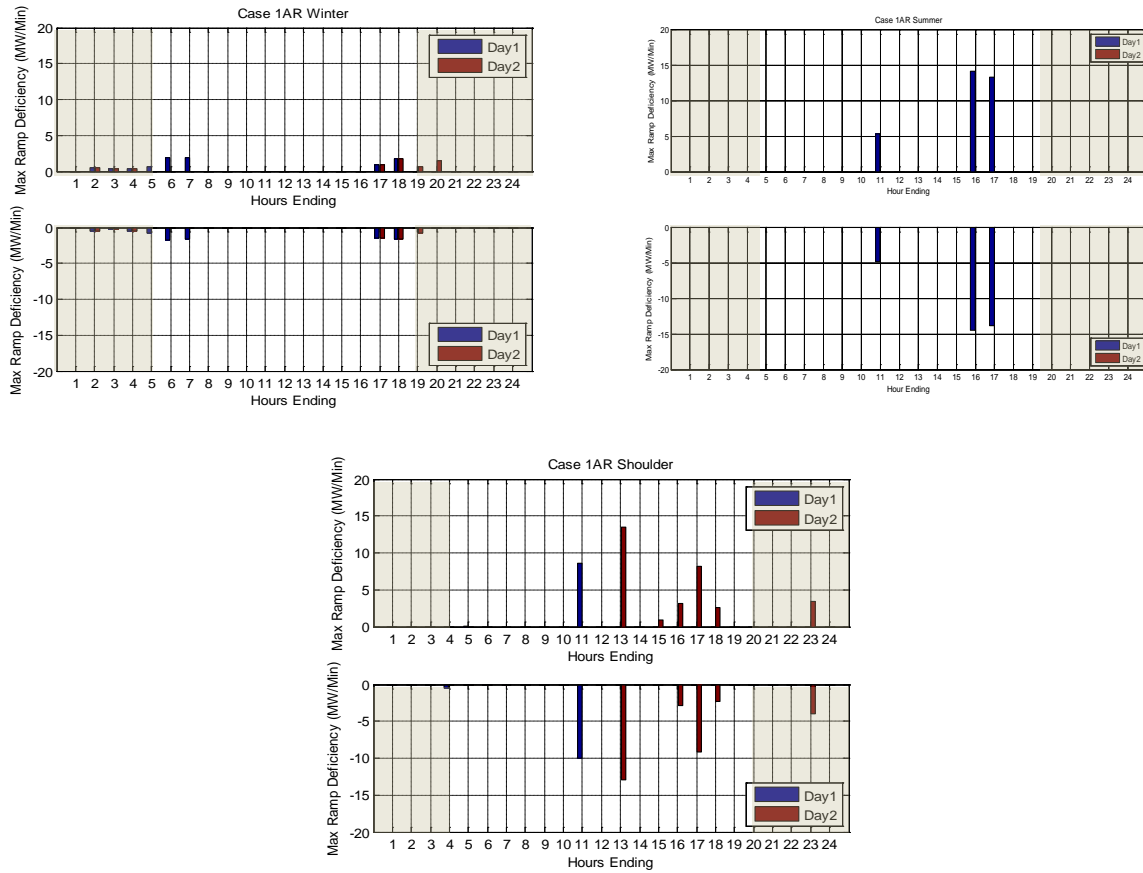 Case 1AR Winter
Max Ramp Deficiency (MW/Min)
20
15
10
5
0
Day1
Day2
1 2 3 4 5 6 7 8 9 10 11 12 13 14 15 16 17 18 19 20 21 22 23 24
Hours Ending
Max Ramp Deficiency (MW/Min)
0
-5
-10
-15
-20
Day1
Day2
1 2 3 4 5 6 7 8 9 10 11 12 13 14 15 16 17 18 19 20 21 22 23 24
Hours Ending
Case 1AR Summer
Max Ramp Deficiency (MW/Min)
20
15
10
5
0
Day1
Day2
1 2 3 4 5 6 7 8 9 10 11 12 13 14 15 16 17 18 19 20 21 22 23 24
Hour Ending
Max Ramp Deficiency (MW/Min)
0
-5
-10
-15
-20
Day1
Day2
1 2 3 4 5 6 7 8 9 10 11 12 13 14 15 16 17 18 19 20 21 22 23 24
Hour Ending
Case 1AR Shoulder
Max Ramp Deficiency (MW/Min)
20
15
10
5
0
Day1
Day2
1 2 3 4 5 6 7 8 9 10 11 12 13 14 15 16 17 18 19 20 21 22 23 24
Hours Ending
Max Ramp Deficiency (MW/Min)
0
-5
-10
-15
-20
Day1
Day2
1 2 3 4 5 6 7 8 9 10 11 12 13 14 15 16 17 18 19 20 21 22 23 24
Hours Ending